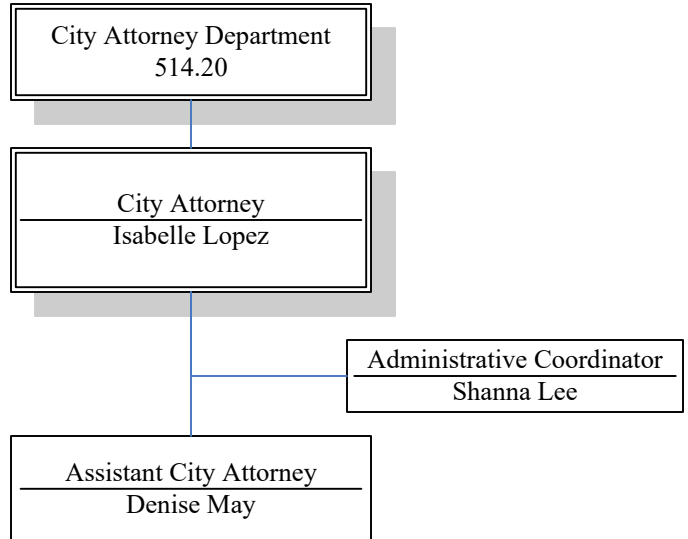 City Attorney Department
514.20
City Attorney
Isabelle Lopez
Administrative Coordinator
Shanna Lee
Assistant City Attorney
Denise May